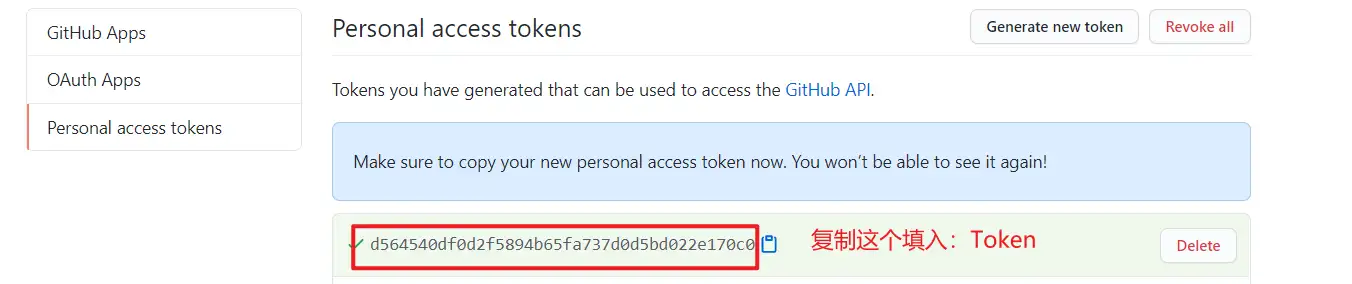 GitHub Apps
OAuth Apps
Personal access tokens
Personal access tokens
Generate new token
Revoke all
Tokens you have generated that can be used to access the GitHub API.
Make sure to copy your new personal access token now. You won't be able to see it again!
d564540df0d2f5894b65fa737d0d5bd022e170c0
复制这个填入：Token
Delete